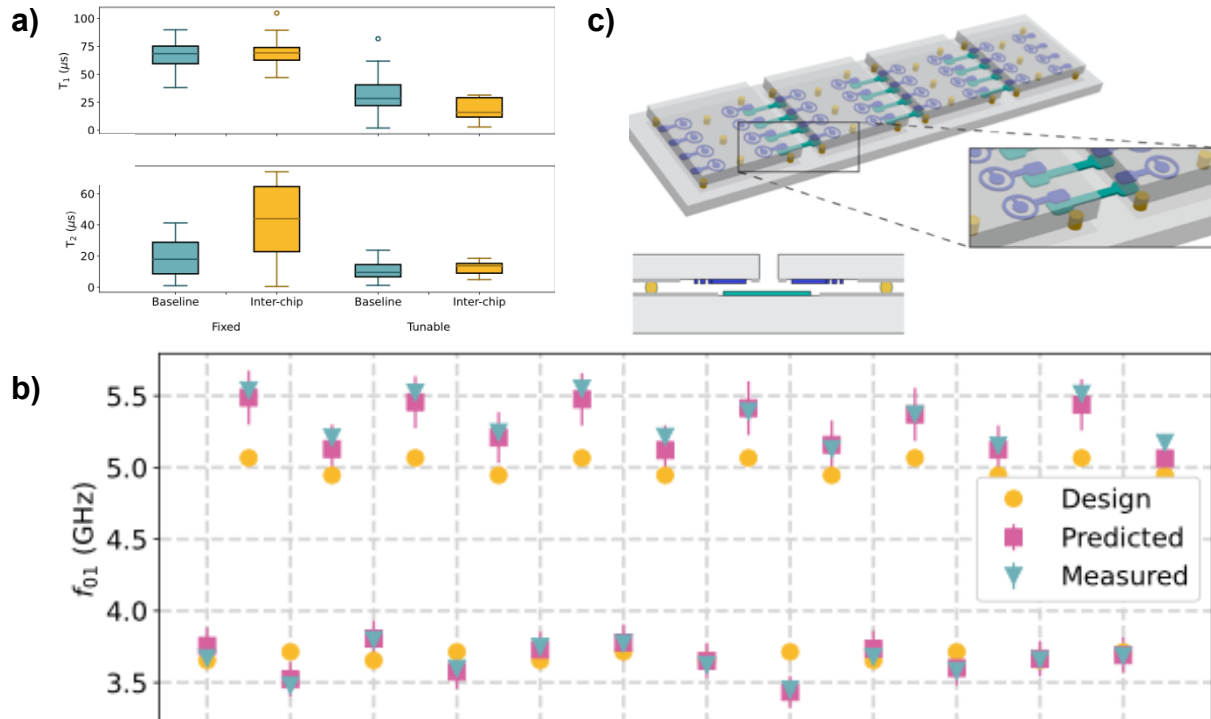 a)
100
75
50
25
0
T₁ (μs)
60
40
20
0
T₂ (μs)
Baseline
Inter-chip
Baseline
Inter-chip
Fixed
Tunable
c)
b)
5.5
5.0
4.5
4.0
3.5
f₀₁ (GHz)
Design
Predicted
Measured